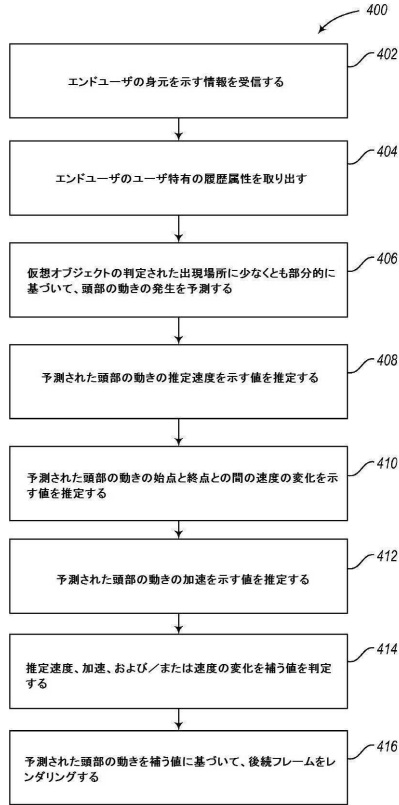 400
402
エンドユーザの身元を示す情報を受信する
404
エンドユーザのユーザ特有の履歴属性を取り出す
406
仮想オブジェクトの判定された出現場所に少なくとも部分的に
基づいて、頭部の動きの発生を予測する
408
予測された頭部の動きの推定速度を示す値を推定する
410
予測された頭部の動きの始点と終点との間の速度の変化を示
す値を推定する
412
予測された頭部の動きの加速を示す値を推定する
414
推定速度、加速、および／または速度の変化を補う値を判定
する
416
予測された頭部の動きを補う値に基づいて、後続フレームをレ
ンダリングする